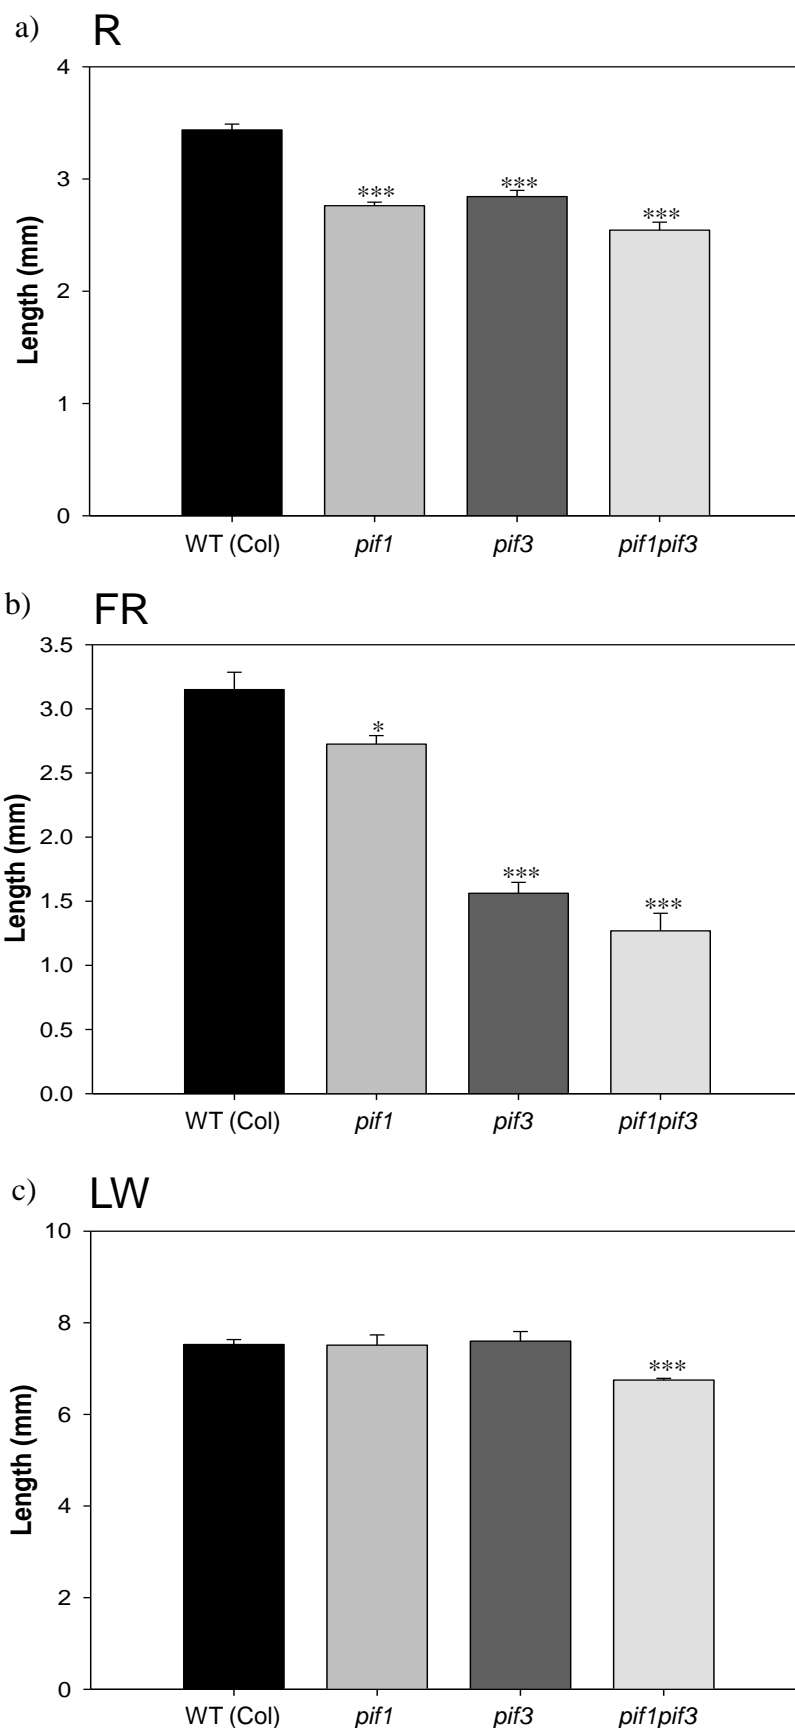 a) R
4
3
2
1
0
Length (mm)
***
***
***
WT (Col) pif1 pif3 pif1pif3
b) FR
3.5
3.0
2.5
2.0
1.5
1.0
0.5
0.0
Length (mm)
*
***
***
WT (Col) pif1 pif3 pif1pif3
c) LW
10
8
6
4
2
0
Length (mm)
***
WT (Col) pif1 pif3 pif1pif3